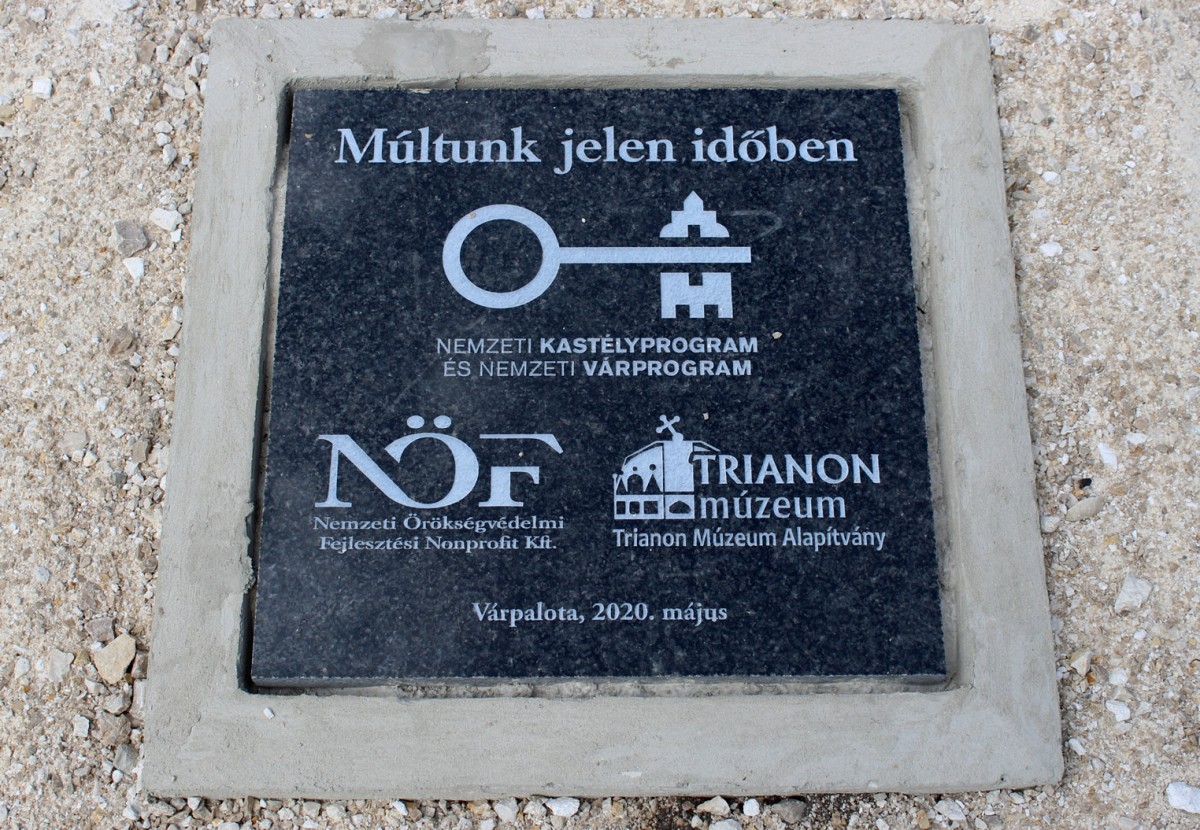 Múltunk jelen időben
NEMZETI KASTÉLYPROGRAM
ÉS NEMZETI VÁRPROGRAM
NÖF
Nemzeti Örökségvédelmi
Fejlesztési Nonprofit Kft.
TRIANON
múzeum
Trianon Múzeum Alapítvány
Várpalota, 2020. május